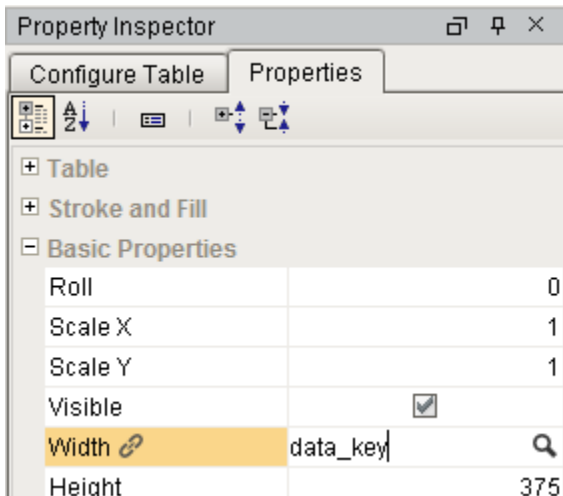 Property Inspector
Configure Table Properties
A
Z
Table
Stroke and Fill
Basic Properties
Roll 0
Scale X 1
Scale Y 1
Visible
Width data_key
Height 375